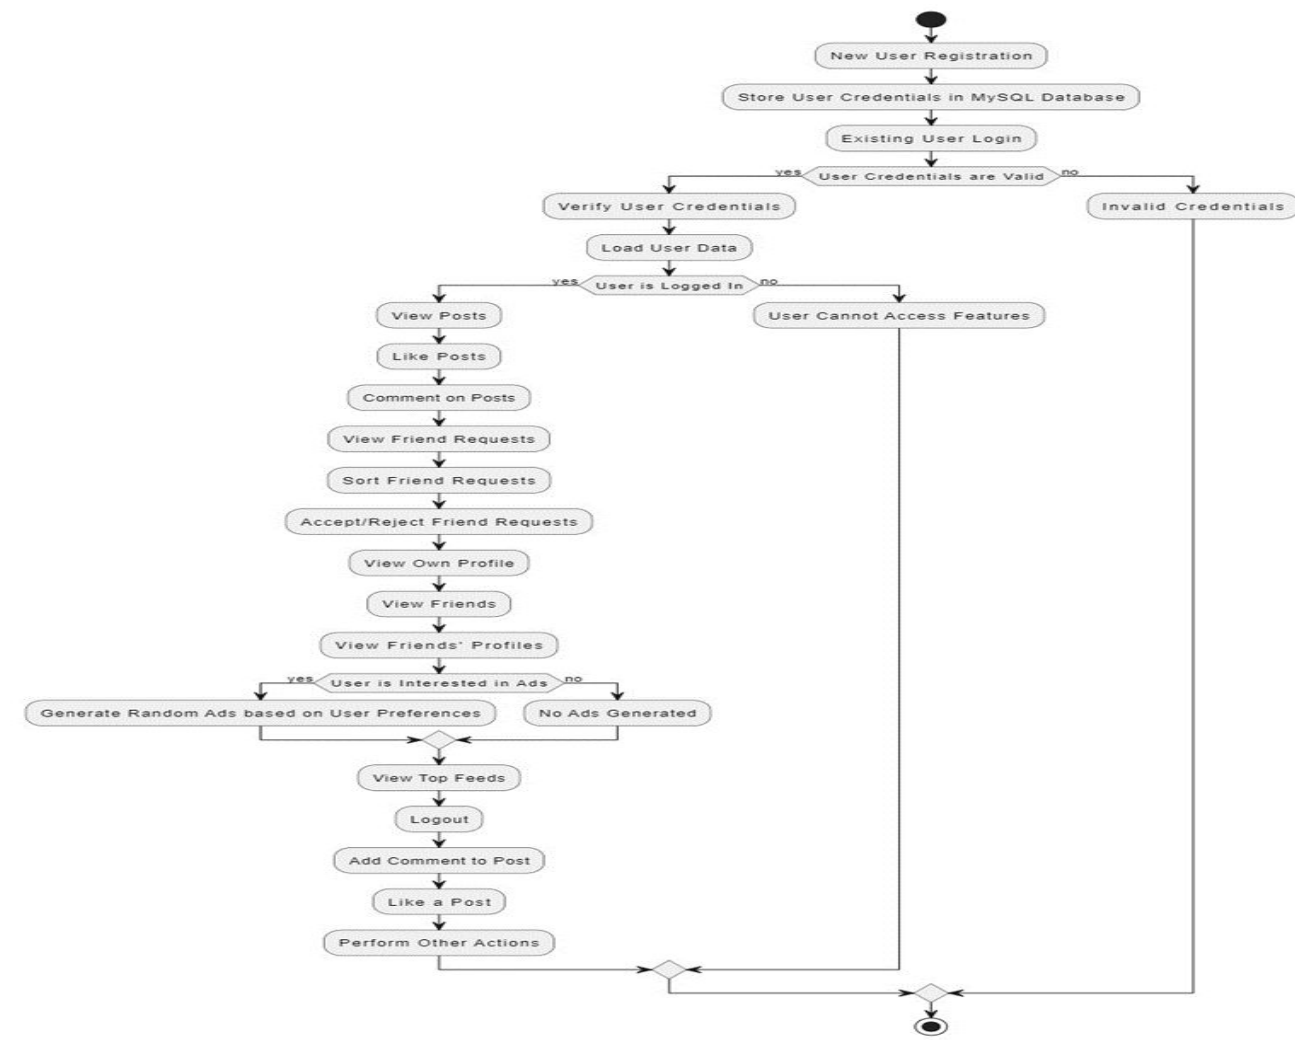 New User Registration
Store User Credentials in MySQL Database
Existing User Login
yes User Credentials are Valid no
Verify User Credentials Invalid Credentials
Load User Data
yes User is Logged In no
View Posts User Cannot Access Features
Like Posts
Comment on Posts
View Friend Requests
Sort Friend Requests
Accept/Reject Friend Requests
View Own Profile
View Friends
View Friends' Profiles
yes User is Interested in Ads no
Generate Random Ads based on User Preferences No Ads Generated
View Top Feeds
Logout
Add Comment to Post
Like a Post
Perform Other Actions